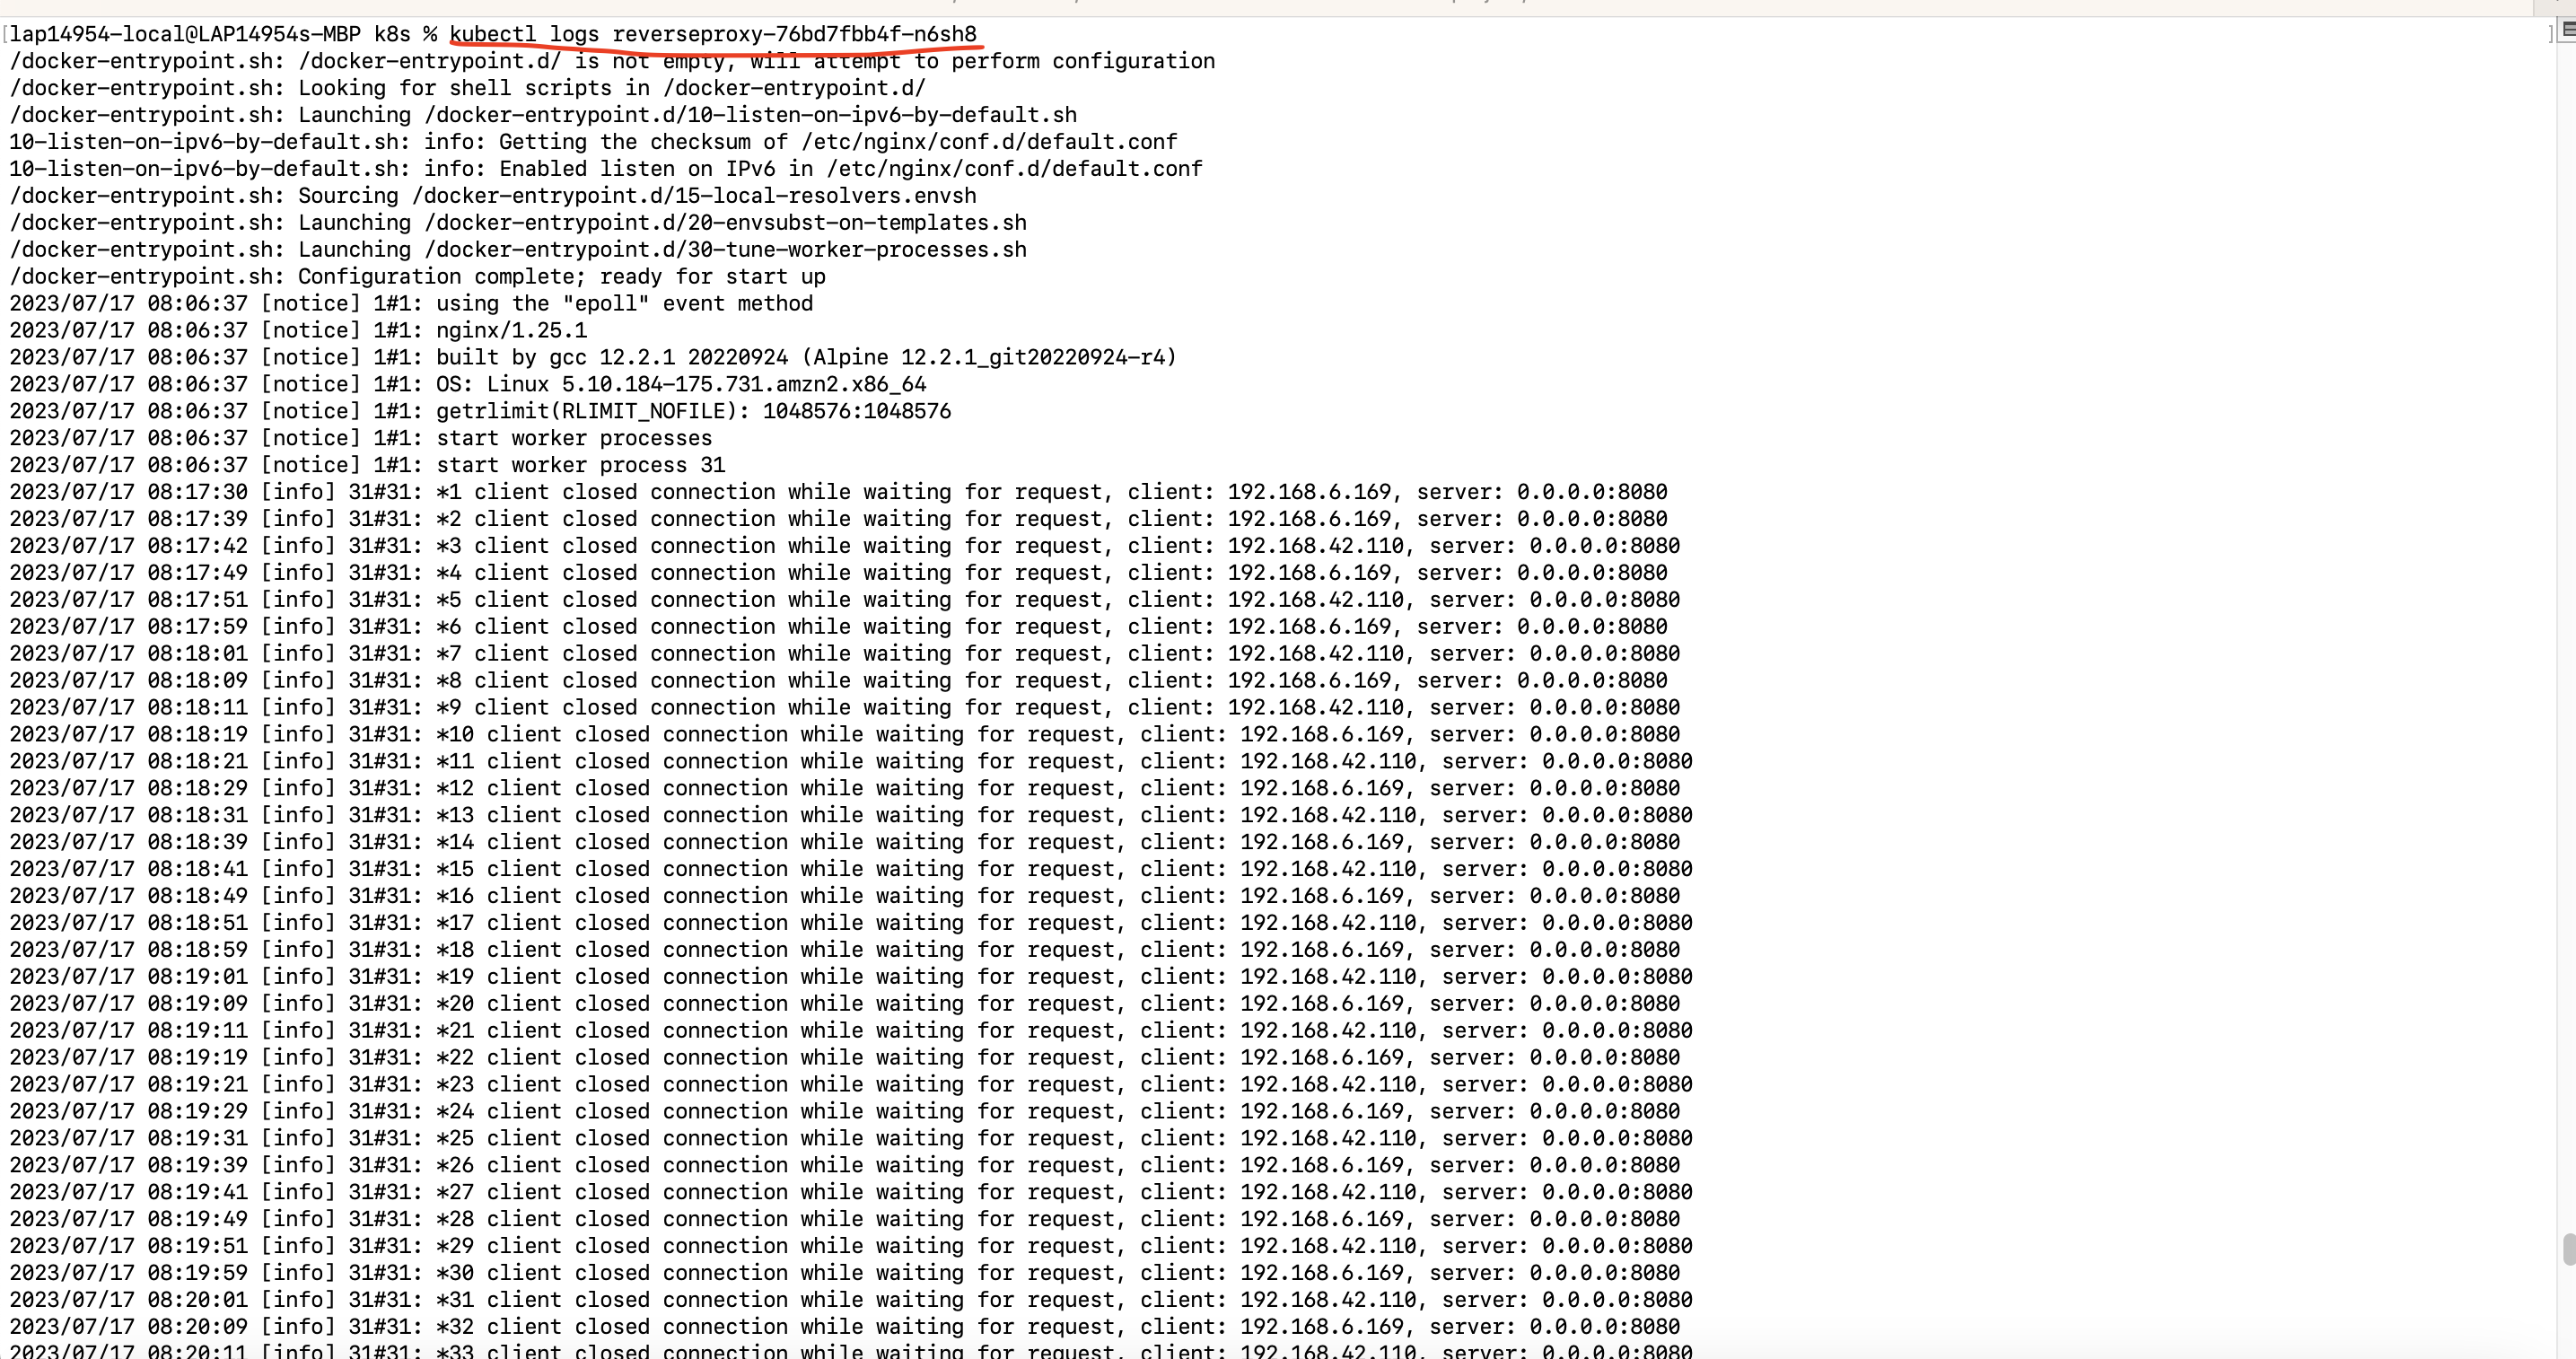 [lap14954-local@LAP14954s-MBP k8s % kubectl logs reverseproxy-76bd7fbb4f-n6sh8 ]
/docker-entrypoint.sh: /docker-entrypoint.d/ is not empty, will attempt to perform configuration
/docker-entrypoint.sh: Looking for shell scripts in /docker-entrypoint.d/
/docker-entrypoint.sh: Launching /docker-entrypoint.d/10-listen-on-ipv6-by-default.sh
10-listen-on-ipv6-by-default.sh: info: Getting the checksum of /etc/nginx/conf.d/default.conf
10-listen-on-ipv6-by-default.sh: info: Enabled listen on IPv6 in /etc/nginx/conf.d/default.conf
/docker-entrypoint.sh: Sourcing /docker-entrypoint.d/15-local-resolvers.envsh
/docker-entrypoint.sh: Launching /docker-entrypoint.d/20-envsubst-on-templates.sh
/docker-entrypoint.sh: Launching /docker-entrypoint.d/30-tune-worker-processes.sh
/docker-entrypoint.sh: Configuration complete; ready for start up
2023/07/17 08:06:37 [notice] 1#1: using the "epoll" event method
2023/07/17 08:06:37 [notice] 1#1: nginx/1.25.1
2023/07/17 08:06:37 [notice] 1#1: built by gcc 12.2.1 20220924 (Alpine 12.2.1_git20220924-r4)
2023/07/17 08:06:37 [notice] 1#1: OS: Linux 5.10.184-175.731.amzn2.x86_64
2023/07/17 08:06:37 [notice] 1#1: getrlimit(RLIMIT_NOFILE): 1048576:1048576
2023/07/17 08:06:37 [notice] 1#1: start worker processes
2023/07/17 08:06:37 [notice] 1#1: start worker process 31
2023/07/17 08:17:30 [info] 31#31: *1 client closed connection while waiting for request, client: 192.168.6.169, server: 0.0.0.0:8080
2023/07/17 08:17:39 [info] 31#31: *2 client closed connection while waiting for request, client: 192.168.6.169, server: 0.0.0.0:8080
2023/07/17 08:17:42 [info] 31#31: *3 client closed connection while waiting for request, client: 192.168.42.110, server: 0.0.0.0:8080
2023/07/17 08:17:49 [info] 31#31: *4 client closed connection while waiting for request, client: 192.168.6.169, server: 0.0.0.0:8080
2023/07/17 08:17:51 [info] 31#31: *5 client closed connection while waiting for request, client: 192.168.42.110, server: 0.0.0.0:8080
2023/07/17 08:17:59 [info] 31#31: *6 client closed connection while waiting for request, client: 192.168.6.169, server: 0.0.0.0:8080
2023/07/17 08:18:01 [info] 31#31: *7 client closed connection while waiting for request, client: 192.168.42.110, server: 0.0.0.0:8080
2023/07/17 08:18:09 [info] 31#31: *8 client closed connection while waiting for request, client: 192.168.6.169, server: 0.0.0.0:8080
2023/07/17 08:18:11 [info] 31#31: *9 client closed connection while waiting for request, client: 192.168.42.110, server: 0.0.0.0:8080
2023/07/17 08:18:19 [info] 31#31: *10 client closed connection while waiting for request, client: 192.168.6.169, server: 0.0.0.0:8080
2023/07/17 08:18:21 [info] 31#31: *11 client closed connection while waiting for request, client: 192.168.42.110, server: 0.0.0.0:8080
2023/07/17 08:18:29 [info] 31#31: *12 client closed connection while waiting for request, client: 192.168.6.169, server: 0.0.0.0:8080
2023/07/17 08:18:31 [info] 31#31: *13 client closed connection while waiting for request, client: 192.168.42.110, server: 0.0.0.0:8080
2023/07/17 08:18:39 [info] 31#31: *14 client closed connection while waiting for request, client: 192.168.6.169, server: 0.0.0.0:8080
2023/07/17 08:18:41 [info] 31#31: *15 client closed connection while waiting for request, client: 192.168.42.110, server: 0.0.0.0:8080
2023/07/17 08:18:49 [info] 31#31: *16 client closed connection while waiting for request, client: 192.168.6.169, server: 0.0.0.0:8080
2023/07/17 08:18:51 [info] 31#31: *17 client closed connection while waiting for request, client: 192.168.42.110, server: 0.0.0.0:8080
2023/07/17 08:18:59 [info] 31#31: *18 client closed connection while waiting for request, client: 192.168.6.169, server: 0.0.0.0:8080
2023/07/17 08:19:01 [info] 31#31: *19 client closed connection while waiting for request, client: 192.168.42.110, server: 0.0.0.0:8080
2023/07/17 08:19:09 [info] 31#31: *20 client closed connection while waiting for request, client: 192.168.6.169, server: 0.0.0.0:8080
2023/07/17 08:19:11 [info] 31#31: *21 client closed connection while waiting for request, client: 192.168.42.110, server: 0.0.0.0:8080
2023/07/17 08:19:19 [info] 31#31: *22 client closed connection while waiting for request, client: 192.168.6.169, server: 0.0.0.0:8080
2023/07/17 08:19:21 [info] 31#31: *23 client closed connection while waiting for request, client: 192.168.42.110, server: 0.0.0.0:8080
2023/07/17 08:19:29 [info] 31#31: *24 client closed connection while waiting for request, client: 192.168.6.169, server: 0.0.0.0:8080
2023/07/17 08:19:31 [info] 31#31: *25 client closed connection while waiting for request, client: 192.168.42.110, server: 0.0.0.0:8080
2023/07/17 08:19:39 [info] 31#31: *26 client closed connection while waiting for request, client: 192.168.6.169, server: 0.0.0.0:8080
2023/07/17 08:19:41 [info] 31#31: *27 client closed connection while waiting for request, client: 192.168.42.110, server: 0.0.0.0:8080
2023/07/17 08:19:49 [info] 31#31: *28 client closed connection while waiting for request, client: 192.168.6.169, server: 0.0.0.0:8080
2023/07/17 08:19:51 [info] 31#31: *29 client closed connection while waiting for request, client: 192.168.42.110, server: 0.0.0.0:8080
2023/07/17 08:19:59 [info] 31#31: *30 client closed connection while waiting for request, client: 192.168.6.169, server: 0.0.0.0:8080
2023/07/17 08:20:01 [info] 31#31: *31 client closed connection while waiting for request, client: 192.168.42.110, server: 0.0.0.0:8080
2023/07/17 08:20:09 [info] 31#31: *32 client closed connection while waiting for request, client: 192.168.6.169, server: 0.0.0.0:8080
2023/07/17 08:20:11 [info] 31#31: *33 client closed connection while waiting for request, client: 192.168.42.110, server: 0.0.0.0:8080